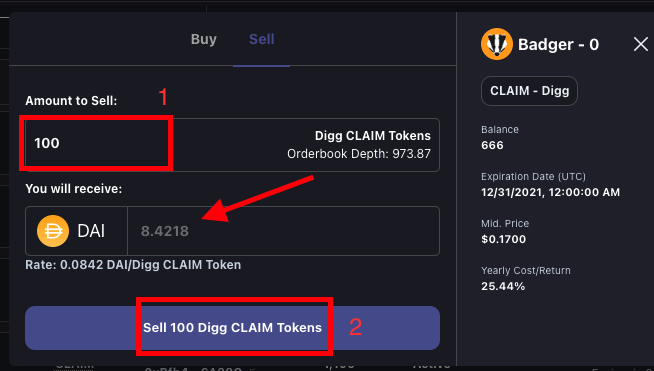 Buy Sell
Amount to Sell:
1
100
Digg CLAIM Tokens
Orderbook Depth: 973.87
You will receive:
DAI
8.4218
Rate: 0.0842 DAI/Digg CLAIM Token
Sell 100 Digg CLAIM Tokens
2
Badger - 0
CLAIM - Digg
Balance
666
Expiration Date (UTC)
12/31/2021, 12:00:00 AM
Mid. Price
$0.1700
Yearly Cost/Return
25.44%